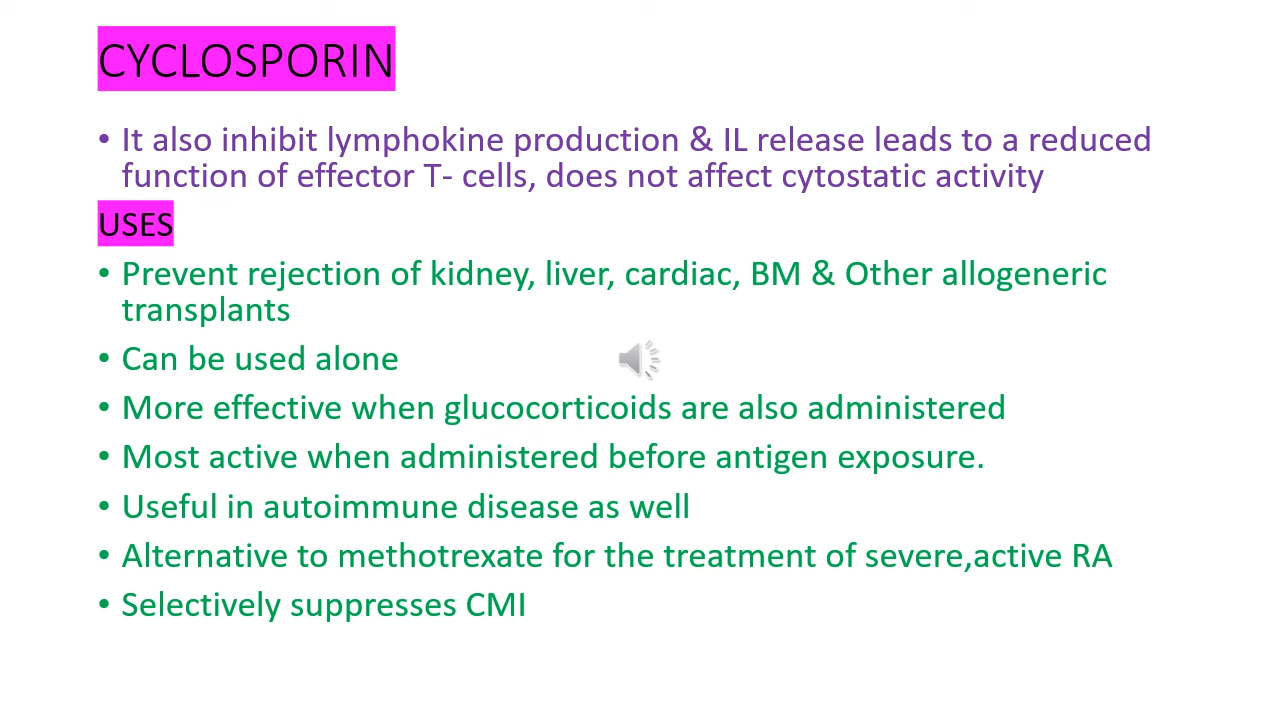 CYCLOSPORIN
• It also inhibit lymphokine production & IL release leads to a reduced
function of effector T- cells, does not affect cytostatic activity
USES
• Prevent rejection of kidney, liver, cardiac, BM & Other allogeneric
transplants
• Can be used alone
• More effective when glucocorticoids are also administered
• Most active when administered before antigen exposure.
• Useful in autoimmune disease as well
• Alternative to methotrexate for the treatment of severe,active RA
• Selectively suppresses CMI